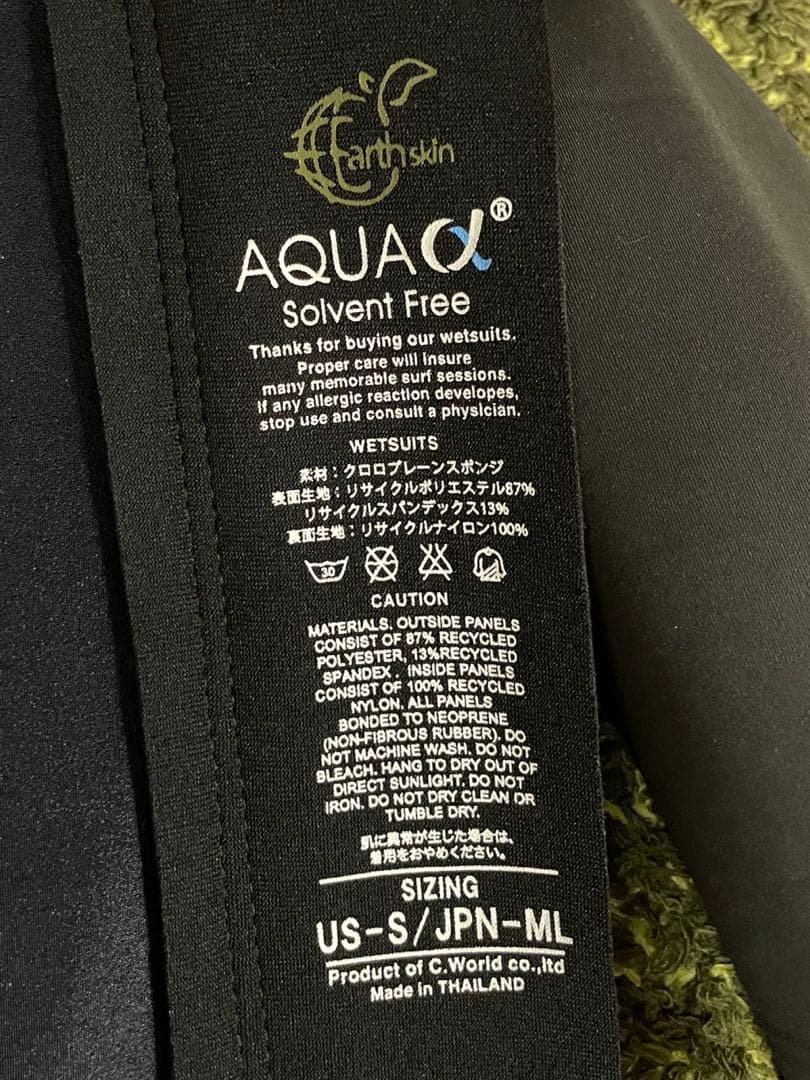 Earth skin
AQUA α®
Solvent Free
Thanks for buying our wetsuits.
Proper care will insure
many memorable surf sessions.
If any allergic reaction developes,
stop use and consult a physician.
WETSUITS
素材：クロロプレーンスポンジ
表面生地：リサイクルポリエステル87%
リサイクルスパンデックス13%
裏面生地：リサイクルナイロン100%
30
CAUTION
MATERIALS. OUTSIDE PANELS
CONSIST OF 87% RECYCLED
POLYESTER, 13%RECYCLED
SPANDEX. INSIDE PANELS
CONSIST OF 100% RECYCLED
NYLON. ALL PANELS
BONDED TO NEOPRENE
(NON-FIBROUS RUBBER). DO
NOT MACHINE WASH. DO NOT
BLEACH. HANG TO DRY OUT OF
DIRECT SUNLIGHT. DO NOT
IRON. DO NOT DRY CLEAN OR
TUMBLE DRY.
肌に異常が生じた場合は、
着用をおやめください。
SIZING
US-S/JPN-ML
Product of C.World co.,ltd
Made in THAILAND